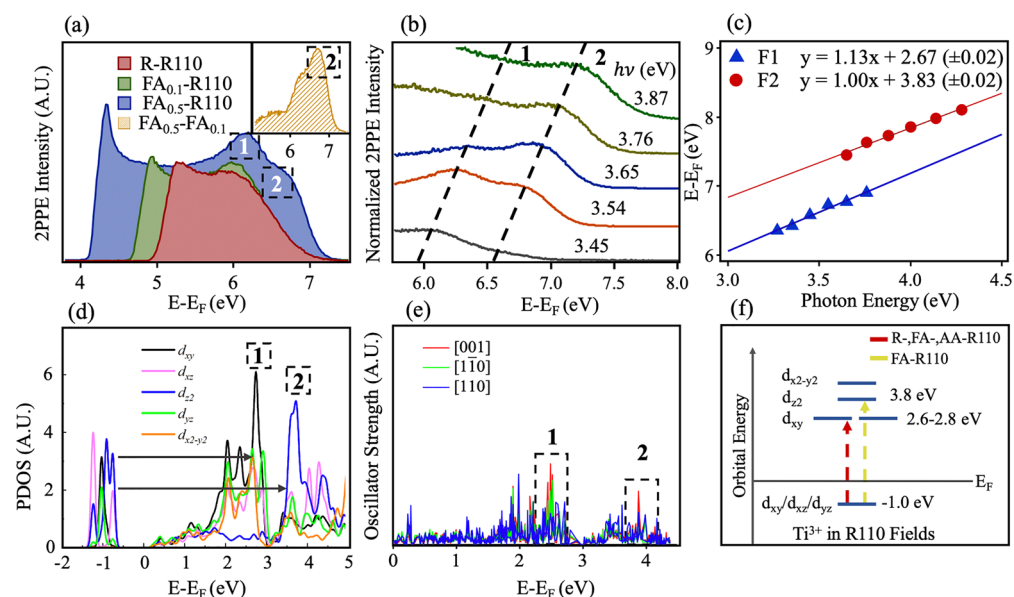 (a)
R-R110
FA0.1-R110
FA0.5-R110
FA0.5-FA0.1
2
6 7
1
2
2PPE Intensity (A.U.)
4 5 6 7
E-EF (eV)
(b)
1 2
hν (eV)
3.87
3.76
3.65
3.54
3.45
Normalized 2PPE Intensity
6.0 6.5 7.0 7.5 8.0
E-EF (eV)
(c)
F1 y = 1.13x + 2.67 (±0.02)
F2 y = 1.00x + 3.83 (±0.02)
E-EF (eV)
9
8
7
6
3.0 3.5 4.0 4.5
Photon Energy (eV)
(d)
dxy
dxz
dz2
dyz
dx2-y2
1
2
PDOS (A.U.)
6
4
2
0
-2 -1 0 1 2 3 4 5
E-EF (eV)
(e)
[001]
[11̄0]
[110]
1
2
Oscillator Strength (A.U.)
0 1 2 3 4
E-EF (eV)
(f)
R-,FA-,AA-R110
FA-R110
Orbital Energy
dx2-y2
dz2 3.8 eV
dxy 2.6-2.8 eV
EF
dxy/dxz/dyz -1.0 eV
Ti3+ in R110 Fields